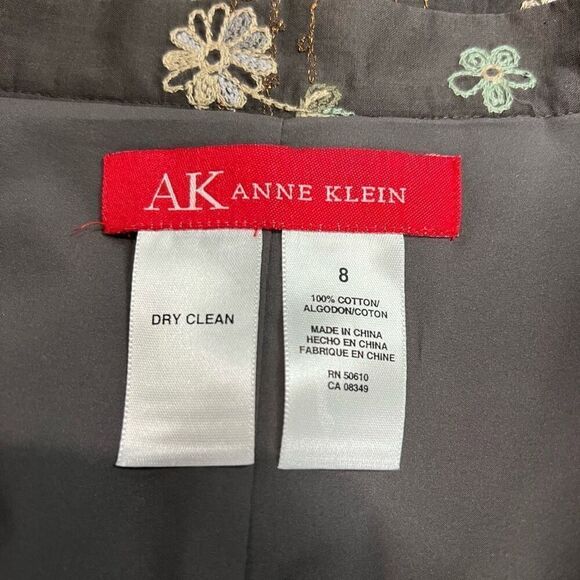 AK ANNE KLEIN
DRY CLEAN
8
100% COTTON/
ALGODON/COTON
MADE IN CHINA
HECHO EN CHINA
FABRIQUE EN CHINE
RN 50610
CA 08349